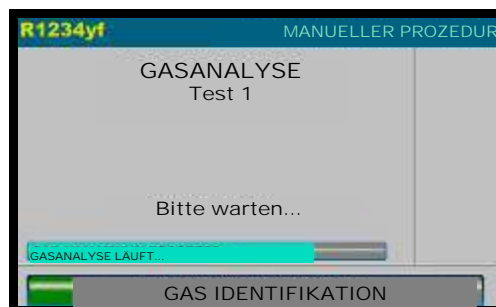 R1234yf MANUELLER PROZEDUR
GASANALYSE
Test 1
Bitte warten...
GASANALYSE LÄUFT...
GAS IDENTIFIKATION